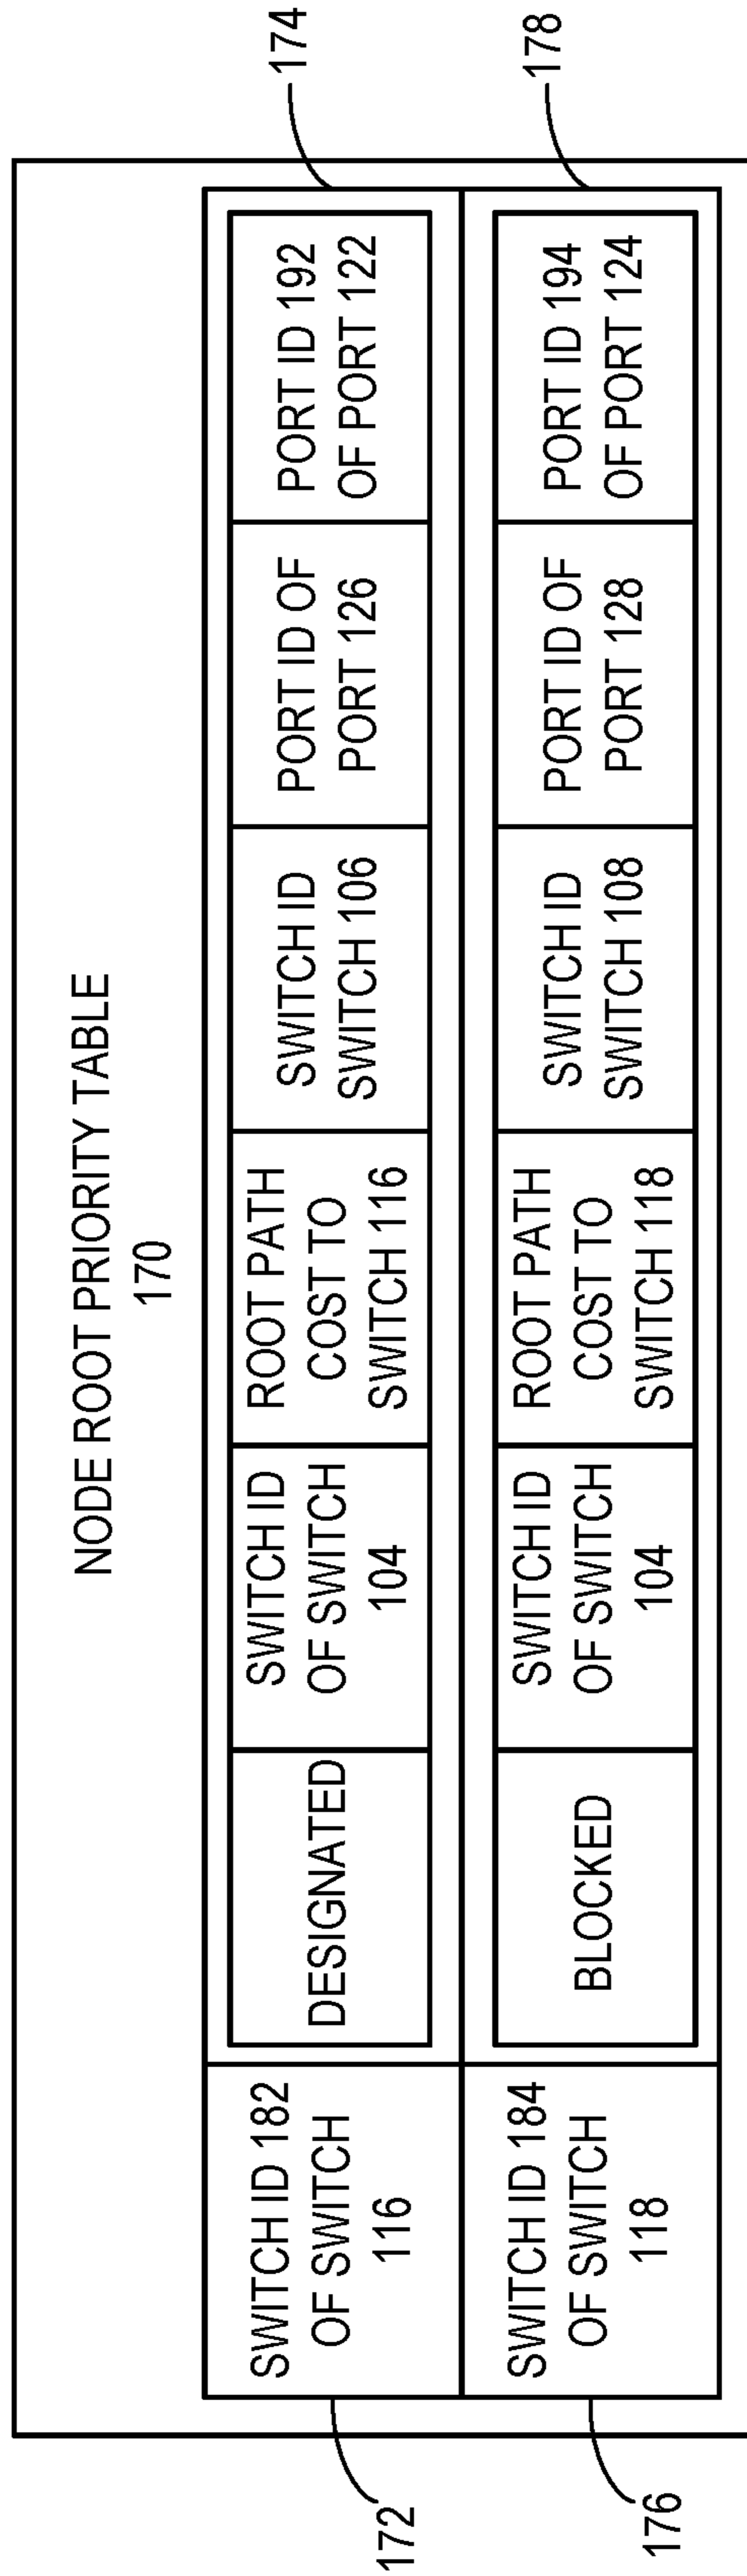 NODE ROOT PRIORITY TABLE
170
172
SWITCH ID 182
OF SWITCH
116
DESIGNATED
SWITCH ID
OF SWITCH
104
ROOT PATH
COST TO
SWITCH 116
SWITCH ID
SWITCH 106
PORT ID OF
PORT 126
PORT ID 192
OF PORT 122
174
176
SWITCH ID 184
OF SWITCH
118
BLOCKED
SWITCH ID
OF SWITCH
104
ROOT PATH
COST TO
SWITCH 118
SWITCH ID
SWITCH 108
PORT ID OF
PORT 128
PORT ID 194
OF PORT 124
178